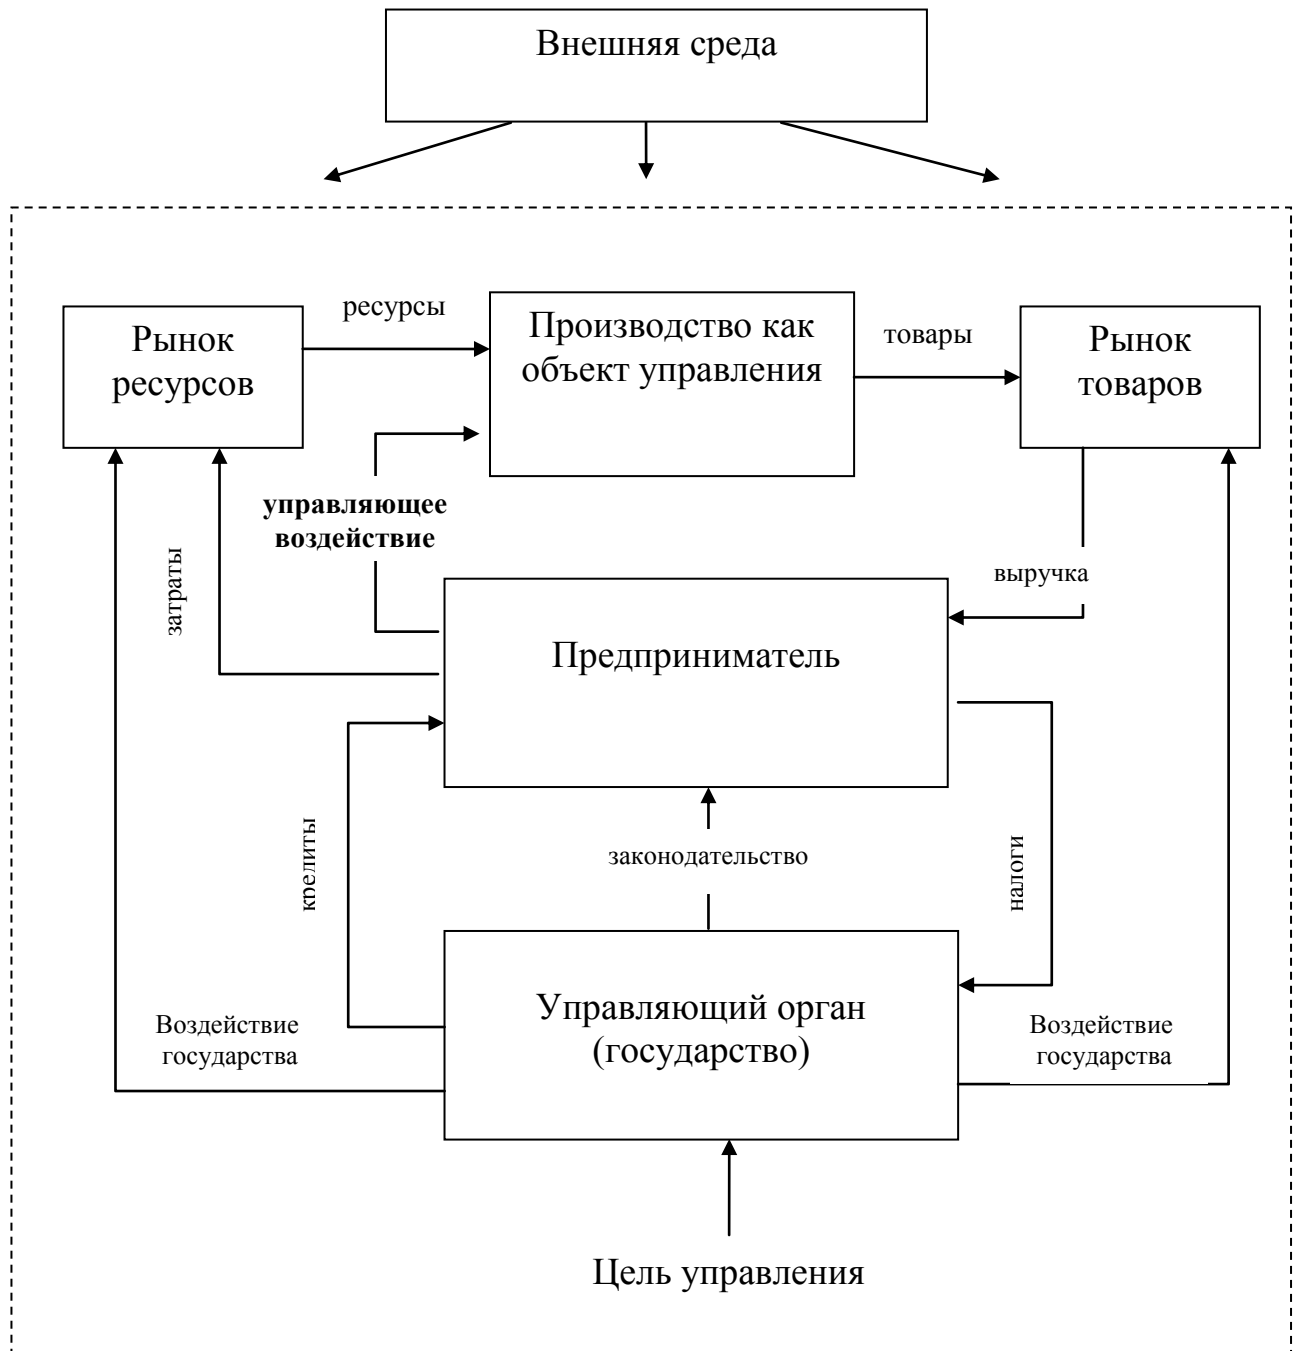 Внешняя среда
ресурсы
Рынок
ресурсов
Производство как
объект управления
товары
Рынок
товаров
управляющее
воздействие
затраты
выручка
Предприниматель
кредиты
законодательство
налоги
Воздействие
государства
Управляющий орган
(государство)
Воздействие
государства
Цель управления